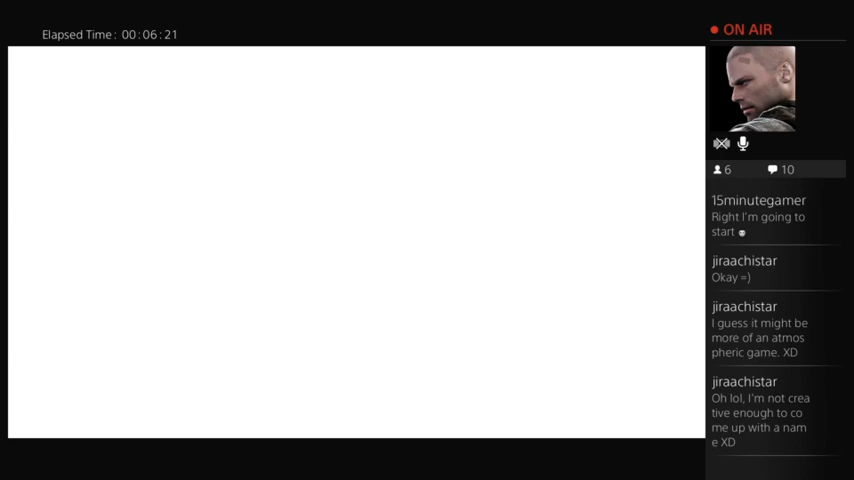 Elapsed Time: 00:06:21
ON AIR
6
10
15minutegamer
Right I'm going to
start
jiraachistar
Okay =)
jiraachistar
I guess it might be
more of an atmos
pheric game. XD
jiraachistar
Oh lol, I'm not crea
tive enough to co
me up with a nam
e XD